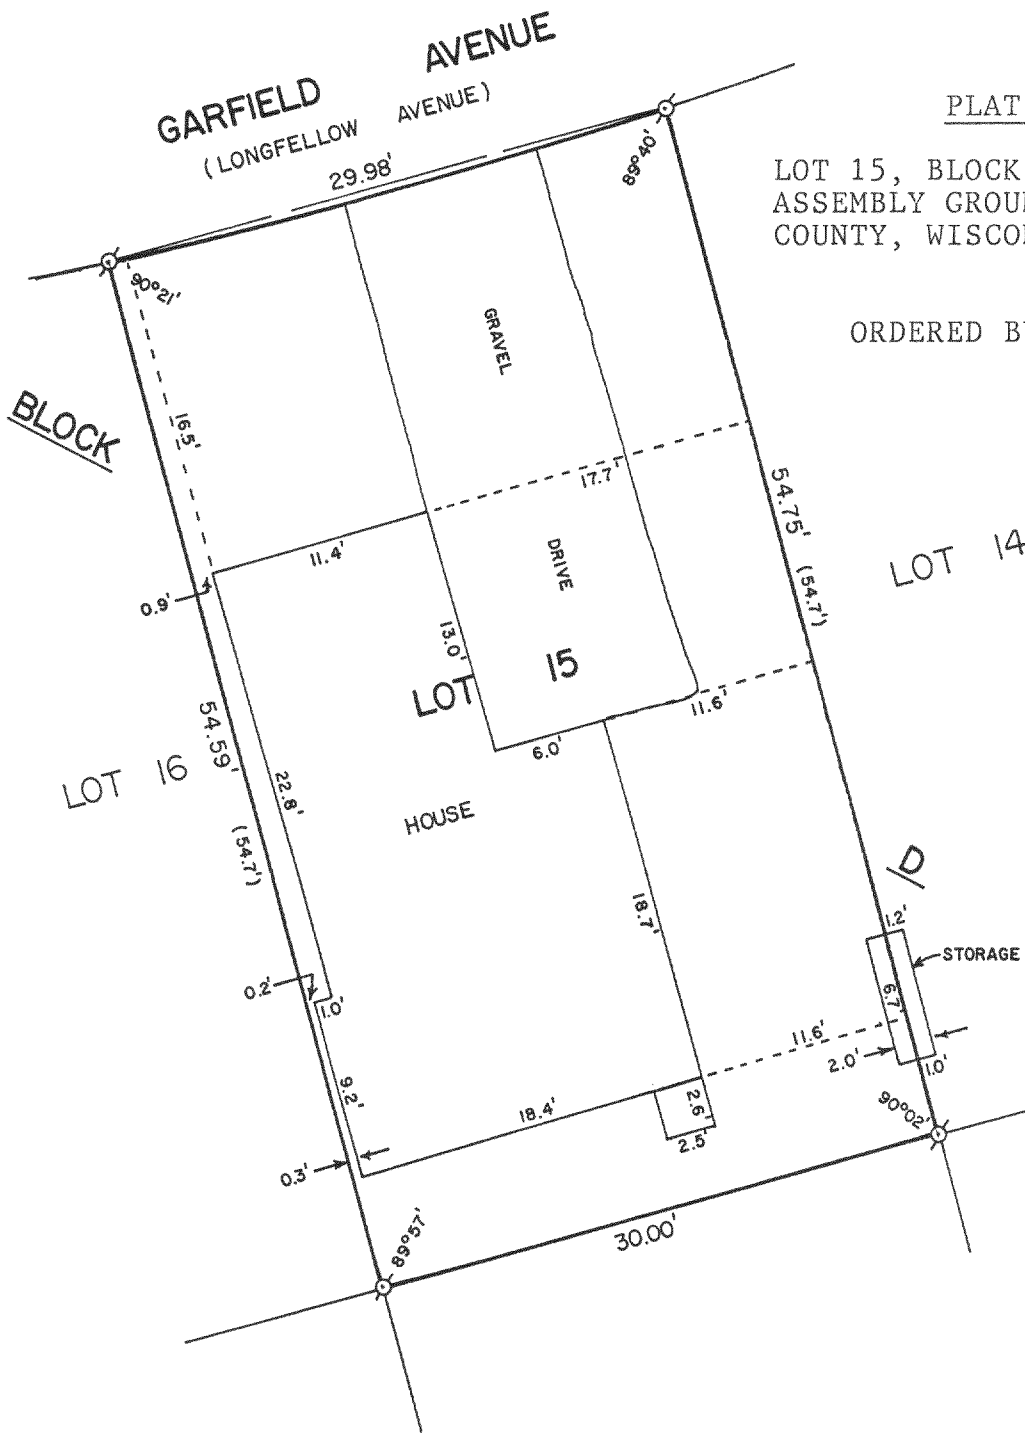 GARFIELD AVENUE
(LONGFELLOW AVENUE)
PLAT
LOT 15, BLOCK
ASSEMBLY
COUNTY,
ORDERED
29.98'
89°40'
90°21'
BLOCK
16.5'
GRAVEL
17.7'
54.75'
(54.7')
LOT 14
11.4'
DRIVE
0.9'
13.0'
LOT 15
11.6'
6.0'
54.59'
LOT 16
22.8'
HOUSE
(54.7')
D
18.7'
1.2'
STORAGE
0.2'
1.0'
6.7'
11.6'
2.0'
1.0'
9.2'
18.4'
2.6'
2.5'
90°02'
0.3'
89°57'
30.00'